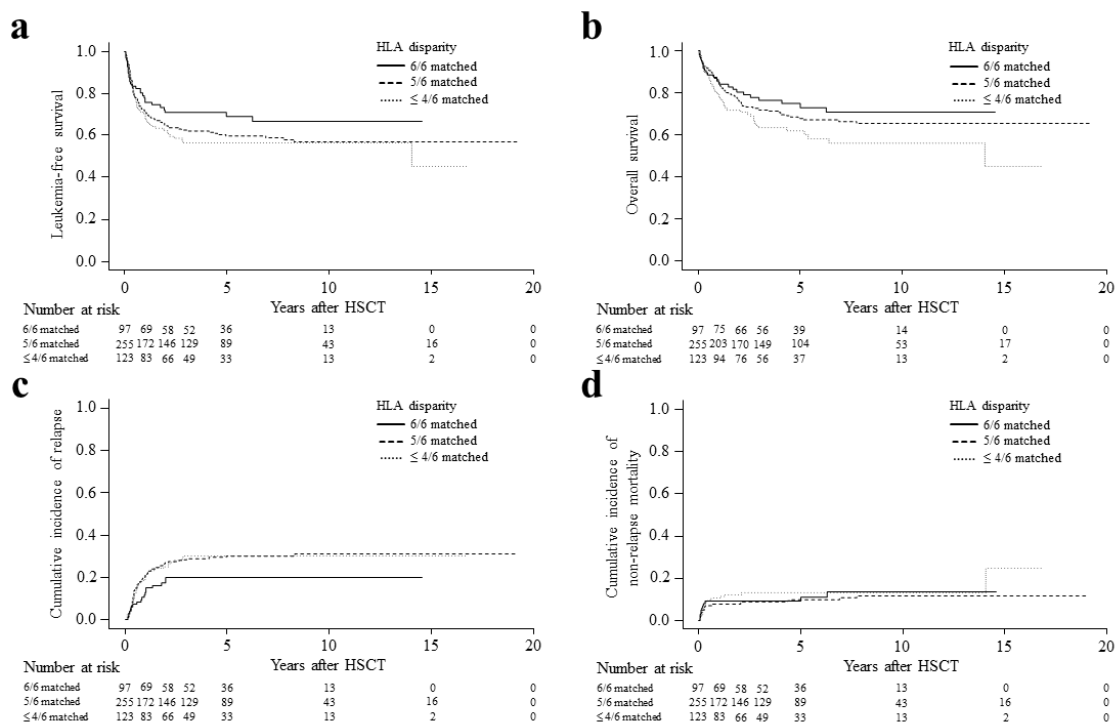 a
HLA disparity
6/6 matched
5/6 matched
≤ 4/6 matched
Leukemia-free survival
1.0
0.8
0.6
0.4
0.2
0.0
0 5 10 15 20
Years after HSCT
Number at risk
6/6 matched 97 69 58 52 36 13 0 0
5/6 matched 255 172 146 129 89 43 16 0
≤ 4/6 matched 123 83 66 49 33 13 2 0
b
HLA disparity
6/6 matched
5/6 matched
≤ 4/6 matched
Overall survival
1.0
0.8
0.6
0.4
0.2
0.0
0 5 10 15 20
Years after HSCT
Number at risk
6/6 matched 97 75 66 56 39 14 0 0
5/6 matched 255 203 170 149 104 53 17 0
≤ 4/6 matched 123 94 76 56 37 13 2 0
c
HLA disparity
6/6 matched
5/6 matched
≤ 4/6 matched
Cumulative incidence of relapse
1.0
0.8
0.6
0.4
0.2
0.0
0 5 10 15 20
Years after HSCT
Number at risk
6/6 matched 97 69 58 52 36 13 0 0
5/6 matched 255 172 146 129 89 43 16 0
≤ 4/6 matched 123 83 66 49 33 13 2 0
d
HLA disparity
6/6 matched
5/6 matched
≤ 4/6 matched
Cumulative incidence of
non-relapse mortality
1.0
0.8
0.6
0.4
0.2
0.0
0 5 10 15 20
Years after HSCT
Number at risk
6/6 matched 97 69 58 52 36 13 0 0
5/6 matched 255 172 146 129 89 43 16 0
≤ 4/6 matched 123 83 66 49 33 13 2 0